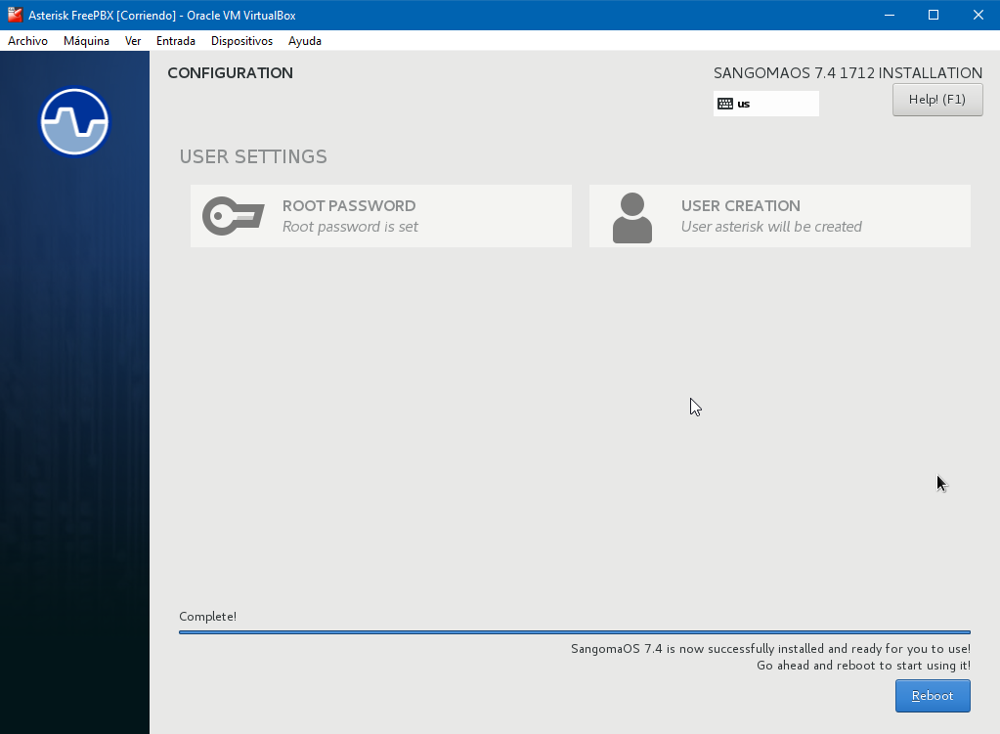 Asterisk FreePBX [Corriendo] - Oracle VM VirtualBox
Archivo Máquina Ver Entrada Dispositivos Ayuda
CONFIGURATION
SANGOMAOS 7.4 1712 INSTALLATION
us
Help! (F1)
USER SETTINGS
ROOT PASSWORD
Root password is set
USER CREATION
User asterisk will be created
Complete!
SangomaOS 7.4 is now successfully installed and ready for you to use!
Go ahead and reboot to start using it!
Reboot